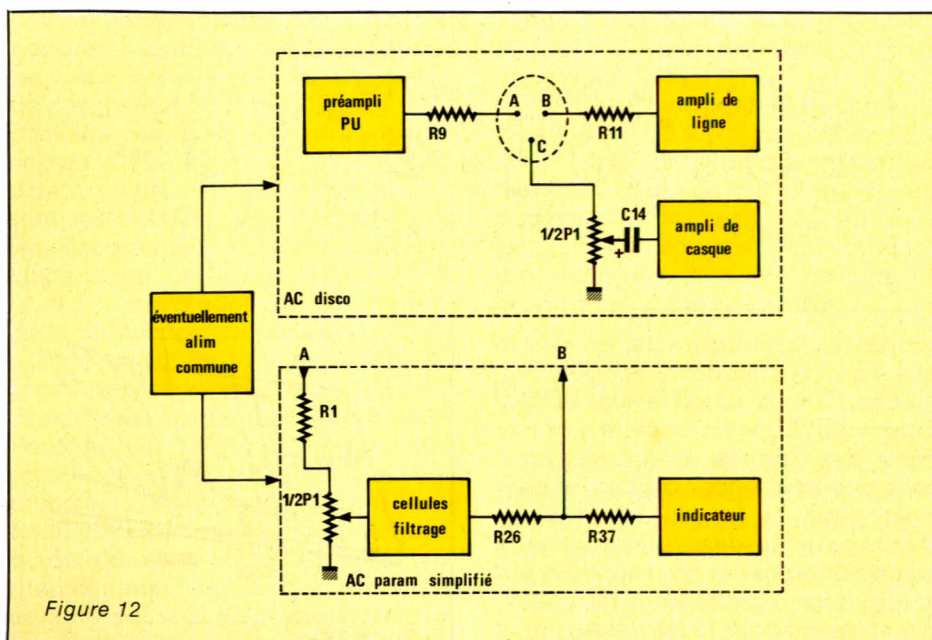 préampli
PU
R9
A
B
C
R11
ampli de
ligne
1/2P1
C14
+
ampli de
casque
AC disco
éventuellement
alim
commune
A
B
R1
1/2P1
cellules
filtrage
R26
R37
indicateur
AC param simplifié
Figure 12